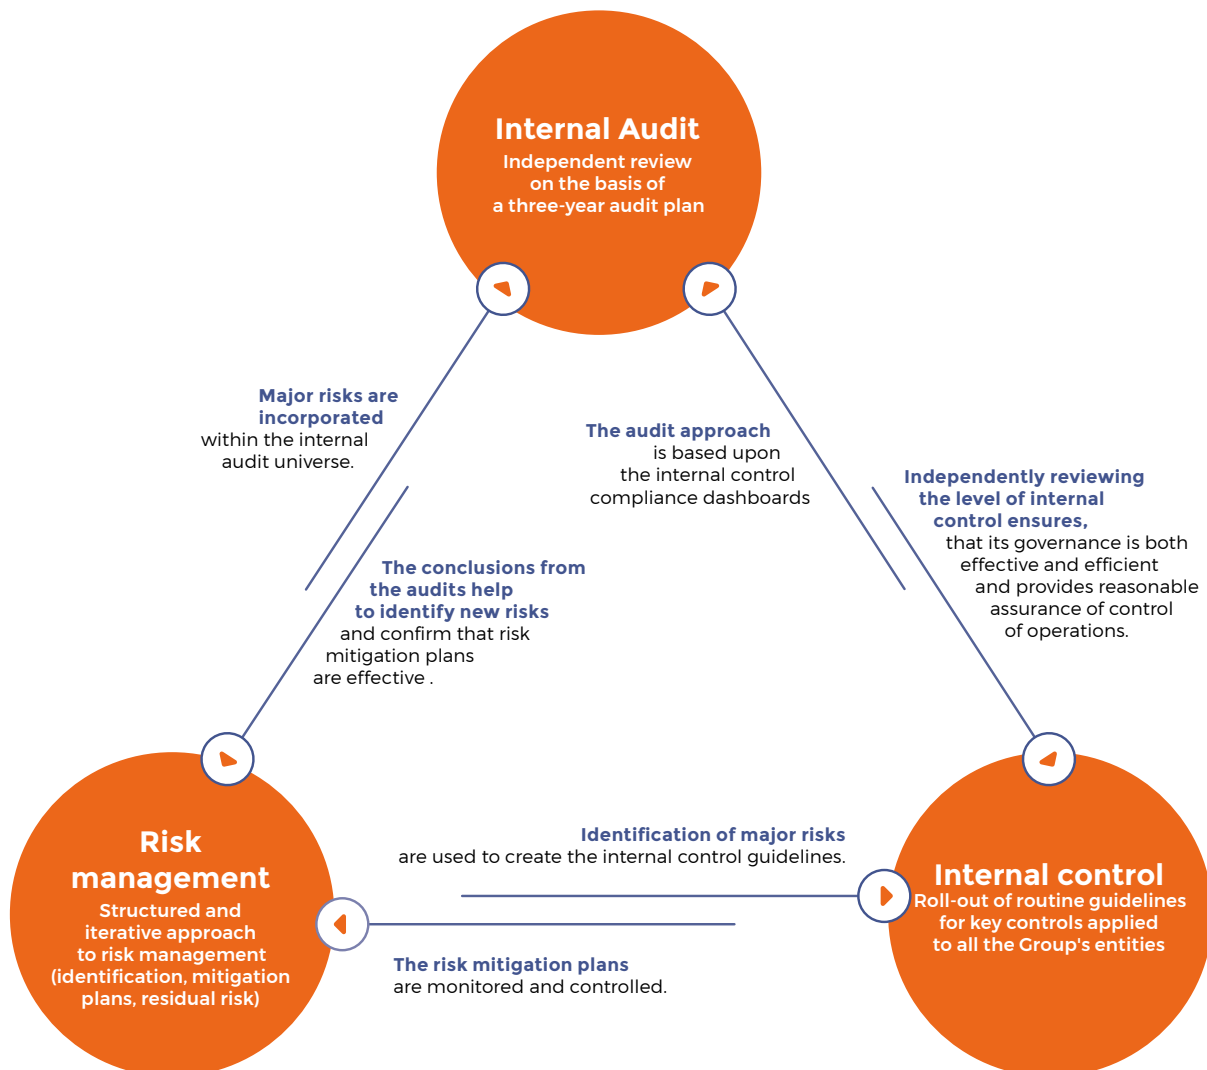 Internal Audit
Independent review
on the basis of
a three-year audit plan
Major risks are
incorporated
within the internal
audit universe.
The audit approach
is based upon
the internal control
compliance dashboards
Independently reviewing
the level of internal
control ensures,
that its governance is both
effective and efficient
and provides reasonable
assurance of control
of operations.
The conclusions from
the audits help
to identify new risks
and confirm that risk
mitigation plans
are effective .
Risk
management
Structured and
iterative approach
to risk management
(identification, mitigation
plans, residual risk)
Identification of major risks
are used to create the internal control guidelines.
The risk mitigation plans
are monitored and controlled.
Internal control
Roll-out of routine guidelines
for key controls applied
to all the Group's entities